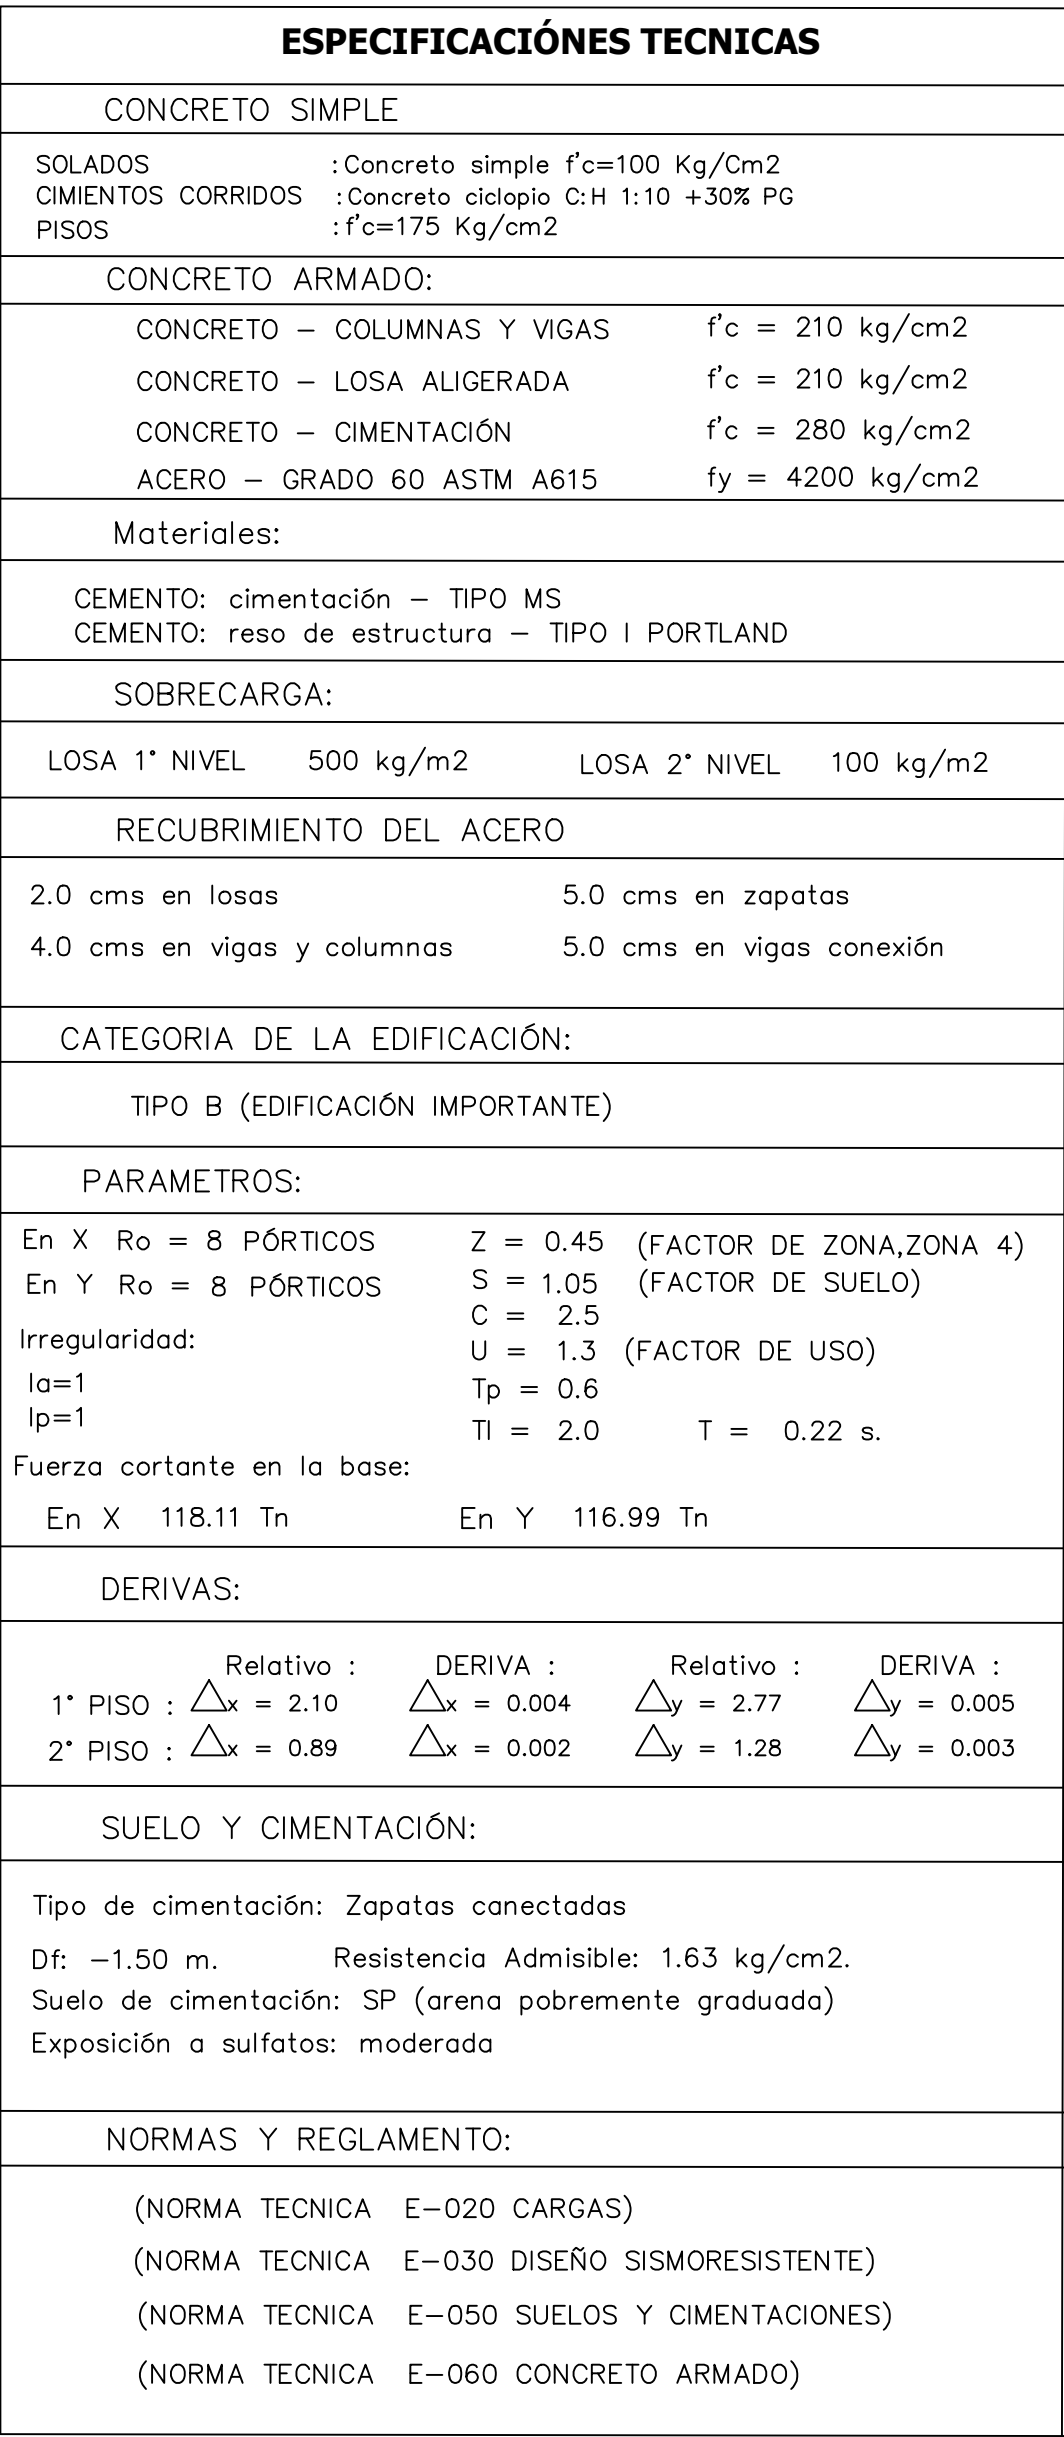 ESPECIFICACIÓNES TECNICAS
CONCRETO SIMPLE
SOLADOS :Concreto simple f'c=100 Kg/Cm2
CIMIENTOS CORRIDOS :Concreto ciclopio C:H 1:10 +30% PG
PISOS :f'c=175 Kg/cm2
CONCRETO ARMADO:
CONCRETO – COLUMNAS Y VIGAS f'c = 210 kg/cm2
CONCRETO – LOSA ALIGERADA f'c = 210 kg/cm2
CONCRETO – CIMENTACIÓN f'c = 280 kg/cm2
ACERO – GRADO 60 ASTM A615 fy = 4200 kg/cm2
Materiales:
CEMENTO: cimentación – TIPO MS
CEMENTO: reso de estructura – TIPO I PORTLAND
SOBRECARGA:
LOSA 1° NIVEL 500 kg/m2 LOSA 2° NIVEL 100 kg/m2
RECUBRIMIENTO DEL ACERO
2.0 cms en losas 5.0 cms en zapatas
4.0 cms en vigas y columnas 5.0 cms en vigas conexión
CATEGORIA DE LA EDIFICACIÓN:
TIPO B (EDIFICACIÓN IMPORTANTE)
PARAMETROS:
En X Ro = 8 PÓRTICOS Z = 0.45 (FACTOR DE ZONA,ZONA 4)
En Y Ro = 8 PÓRTICOS S = 1.05 (FACTOR DE SUELO)
C = 2.5
Irregularidad: U = 1.3 (FACTOR DE USO)
Ia=1 Tp = 0.6
Ip=1 Tl = 2.0 T = 0.22 s.
Fuerza cortante en la base:
En X 118.11 Tn En Y 116.99 Tn
DERIVAS:
Relativo : DERIVA : Relativo : DERIVA :
1° PISO : △x = 2.10 △x = 0.004 △y = 2.77 △y = 0.005
2° PISO : △x = 0.89 △x = 0.002 △y = 1.28 △y = 0.003
SUELO Y CIMENTACIÓN:
Tipo de cimentación: Zapatas canectadas
Df: –1.50 m. Resistencia Admisible: 1.63 kg/cm2.
Suelo de cimentación: SP (arena pobremente graduada)
Exposición a sulfatos: moderada
NORMAS Y REGLAMENTO:
(NORMA TECNICA E–020 CARGAS)
(NORMA TECNICA E–030 DISEÑO SISMORESISTENTE)
(NORMA TECNICA E–050 SUELOS Y CIMENTACIONES)
(NORMA TECNICA E–060 CONCRETO ARMADO)